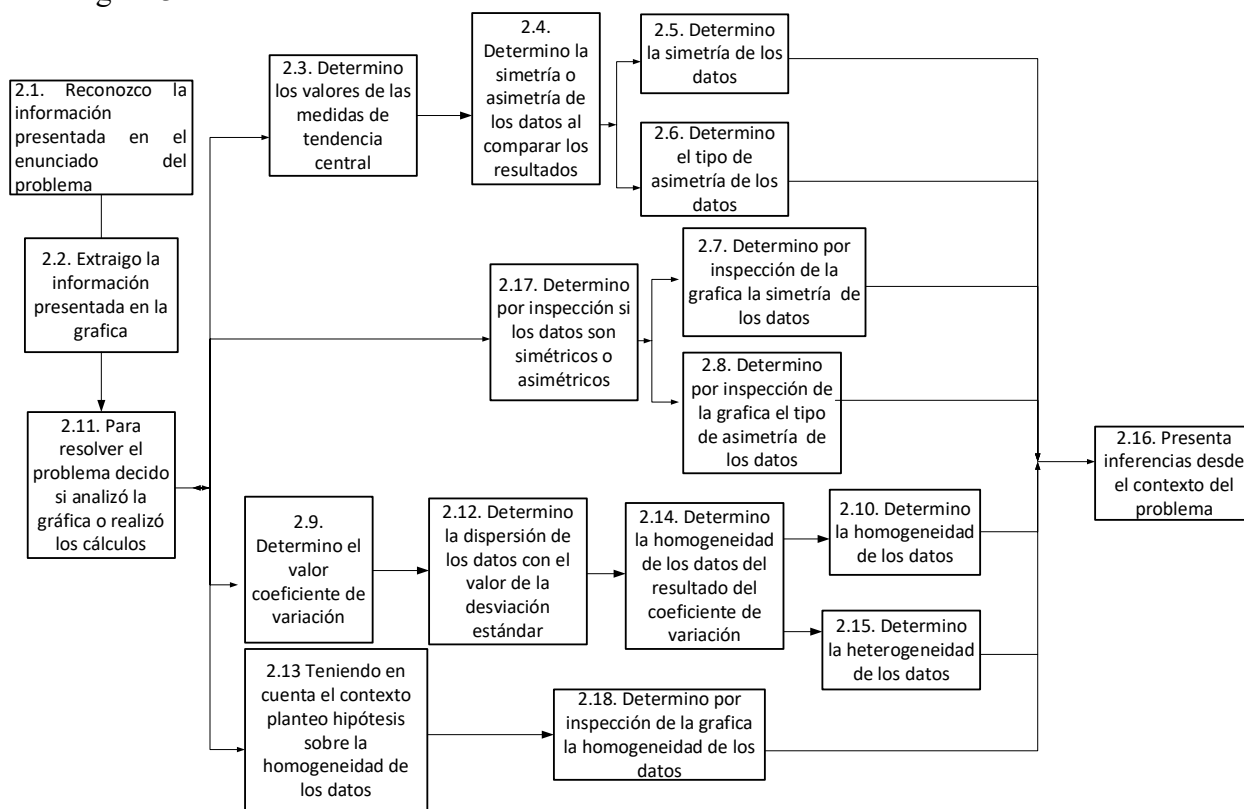 2.1. Reconozco la
información
presentada en el
enunciado del
problema
2.2. Extraigo la
información
presentada en la
grafica
2.11. Para
resolver el
problema decido
si analizó la
gráfica o realizó
los cálculos
2.3. Determino
los valores de las
medidas de
tendencia
central
2.4.
Determino la
simetría o
asimetría de
los datos al
comparar los
resultados
2.5. Determino
la simetría de los
datos
2.6. Determino
el tipo de
asimetría de los
datos
2.17. Determino
por inspección si
los datos son
simétricos o
asimétricos
2.7. Determino por
inspección de la
grafica la simetría de
los datos
2.8. Determino
por inspección de
la grafica el tipo
de asimetría de
los datos
2.9.
Determino el
valor
coeficiente de
variación
2.12. Determino
la dispersión de
los datos con el
valor de la
desviación
estándar
2.14. Determino
la homogeneidad
de los datos del
resultado del
coeficiente de
variación
2.10. Determino
la homogeneidad
de los datos
2.15. Determino
la heterogeneidad
de los datos
2.13 Teniendo en
cuenta el contexto
planteo hipótesis
sobre la
homogeneidad de
los datos
2.18. Determino por
inspección de la grafica
la homogeneidad de los
datos
2.16. Presenta
inferencias desde
el contexto del
problema